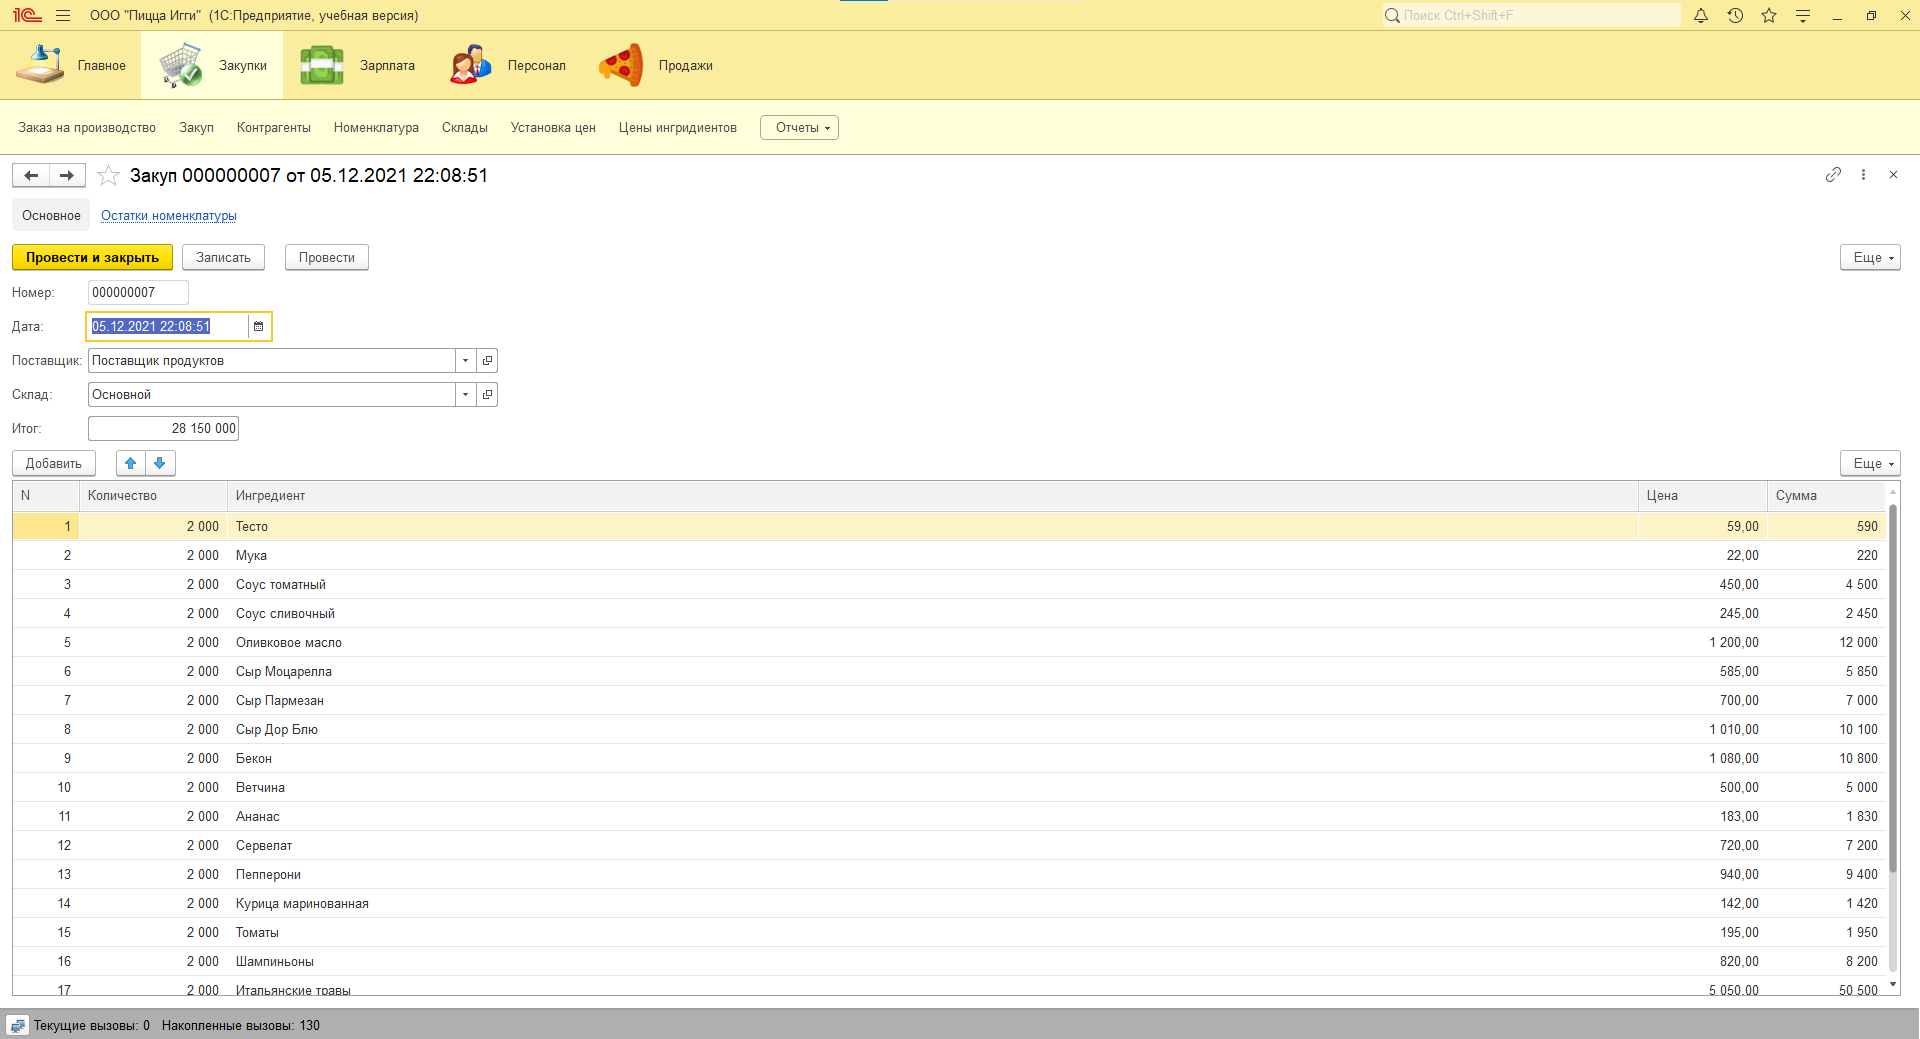 1С ООО "Пицца Игги" (1С:Предприятие, учебная версия) Поиск Ctrl+Shift+F
Главное Закупки Зарплата Персонал Продажи
Заказ на производство Закуп Контрагенты Номенклатура Склады Установка цен Цены ингридиентов Отчеты
Закуп 000000007 от 05.12.2021 22:08:51
Основное Остатки номенклатуры
Провести и закрыть Записать Провести Еще
Номер: 000000007
Дата: 05.12.2021 22:08:51
Поставщик: Поставщик продуктов
Склад: Основной
Итог: 28 150 000
Добавить Еще
N Количество Ингредиент Цена Сумма
1 2 000 Тесто 59,00 590
2 2 000 Мука 22,00 220
3 2 000 Соус томатный 450,00 4 500
4 2 000 Соус сливочный 245,00 2 450
5 2 000 Оливковое масло 1 200,00 12 000
6 2 000 Сыр Моцарелла 585,00 5 850
7 2 000 Сыр Пармезан 700,00 7 000
8 2 000 Сыр Дор Блю 1 010,00 10 100
9 2 000 Бекон 1 080,00 10 800
10 2 000 Ветчина 500,00 5 000
11 2 000 Ананас 183,00 1 830
12 2 000 Сервелат 720,00 7 200
13 2 000 Пепперони 940,00 9 400
14 2 000 Курица маринованная 142,00 1 420
15 2 000 Томаты 195,00 1 950
16 2 000 Шампиньоны 820,00 8 200
17 2 000 Итальянские травы 5 050,00 50 500
Текущие вызовы: 0 Накопленные вызовы: 130